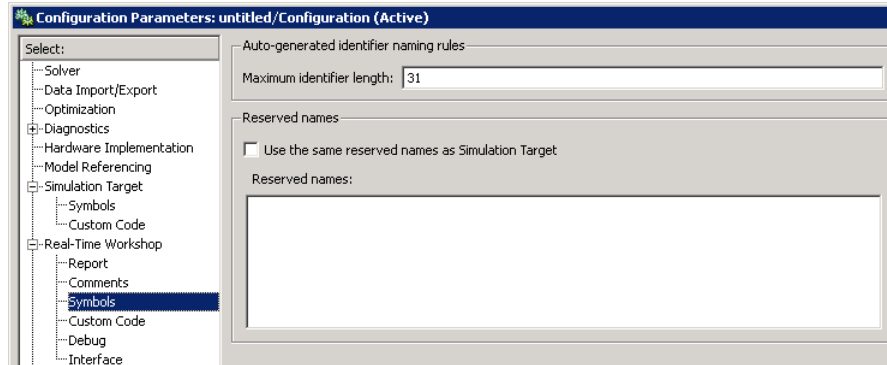 Configuration Parameters: untitled/Configuration (Active)
Select:
Solver
Data Import/Export
Optimization
Diagnostics
Hardware Implementation
Model Referencing
Simulation Target
Symbols
Custom Code
Real-Time Workshop
Report
Comments
Symbols
Custom Code
Debug
Interface
Auto-generated identifier naming rules
Maximum identifier length: 31
Reserved names
Use the same reserved names as Simulation Target
Reserved names: